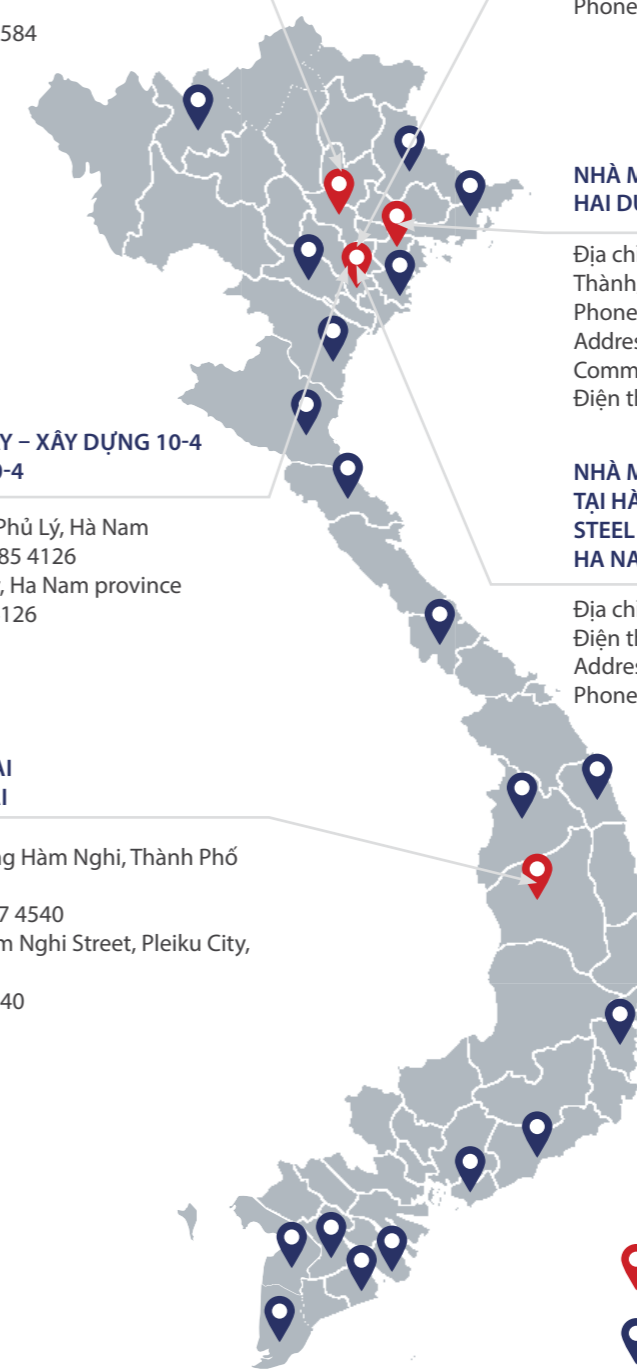 584
Y – XÂY DỰNG 10-4
0-4
Phủ Lý, Hà Nam
85 4126
, Ha Nam province
126
AI
I
ng Hàm Nghi, Thành Phố
7 4540
m Nghi Street, Pleiku City,
40
Phone
NHÀ M
HAI DU
Địa chỉ
Thành
Phone
Addres
Comm
Điện th
NHÀ M
TẠI HÀ
STEEL
HA NA
Địa chỉ
Điện th
Addres
Phone